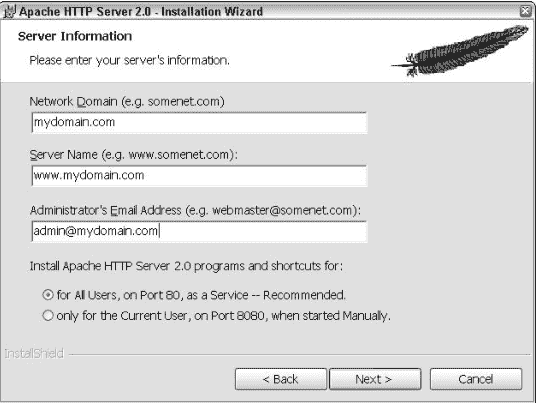 Apache HTTP Server 2.0 - Installation Wizard
Server Information
Please enter your server's information.
Network Domain (e.g. somenet.com)
mydomain.com
Server Name (e.g. www.somenet.com):
www.mydomain.com
Administrator's Email Address (e.g. webmaster@somenet.com):
admin@mydomain.com
Install Apache HTTP Server 2.0 programs and shortcuts for:
for All Users, on Port 80, as a Service -- Recommended.
only for the Current User, on Port 8080, when started Manually.
InstallShield
< Back Next > Cancel